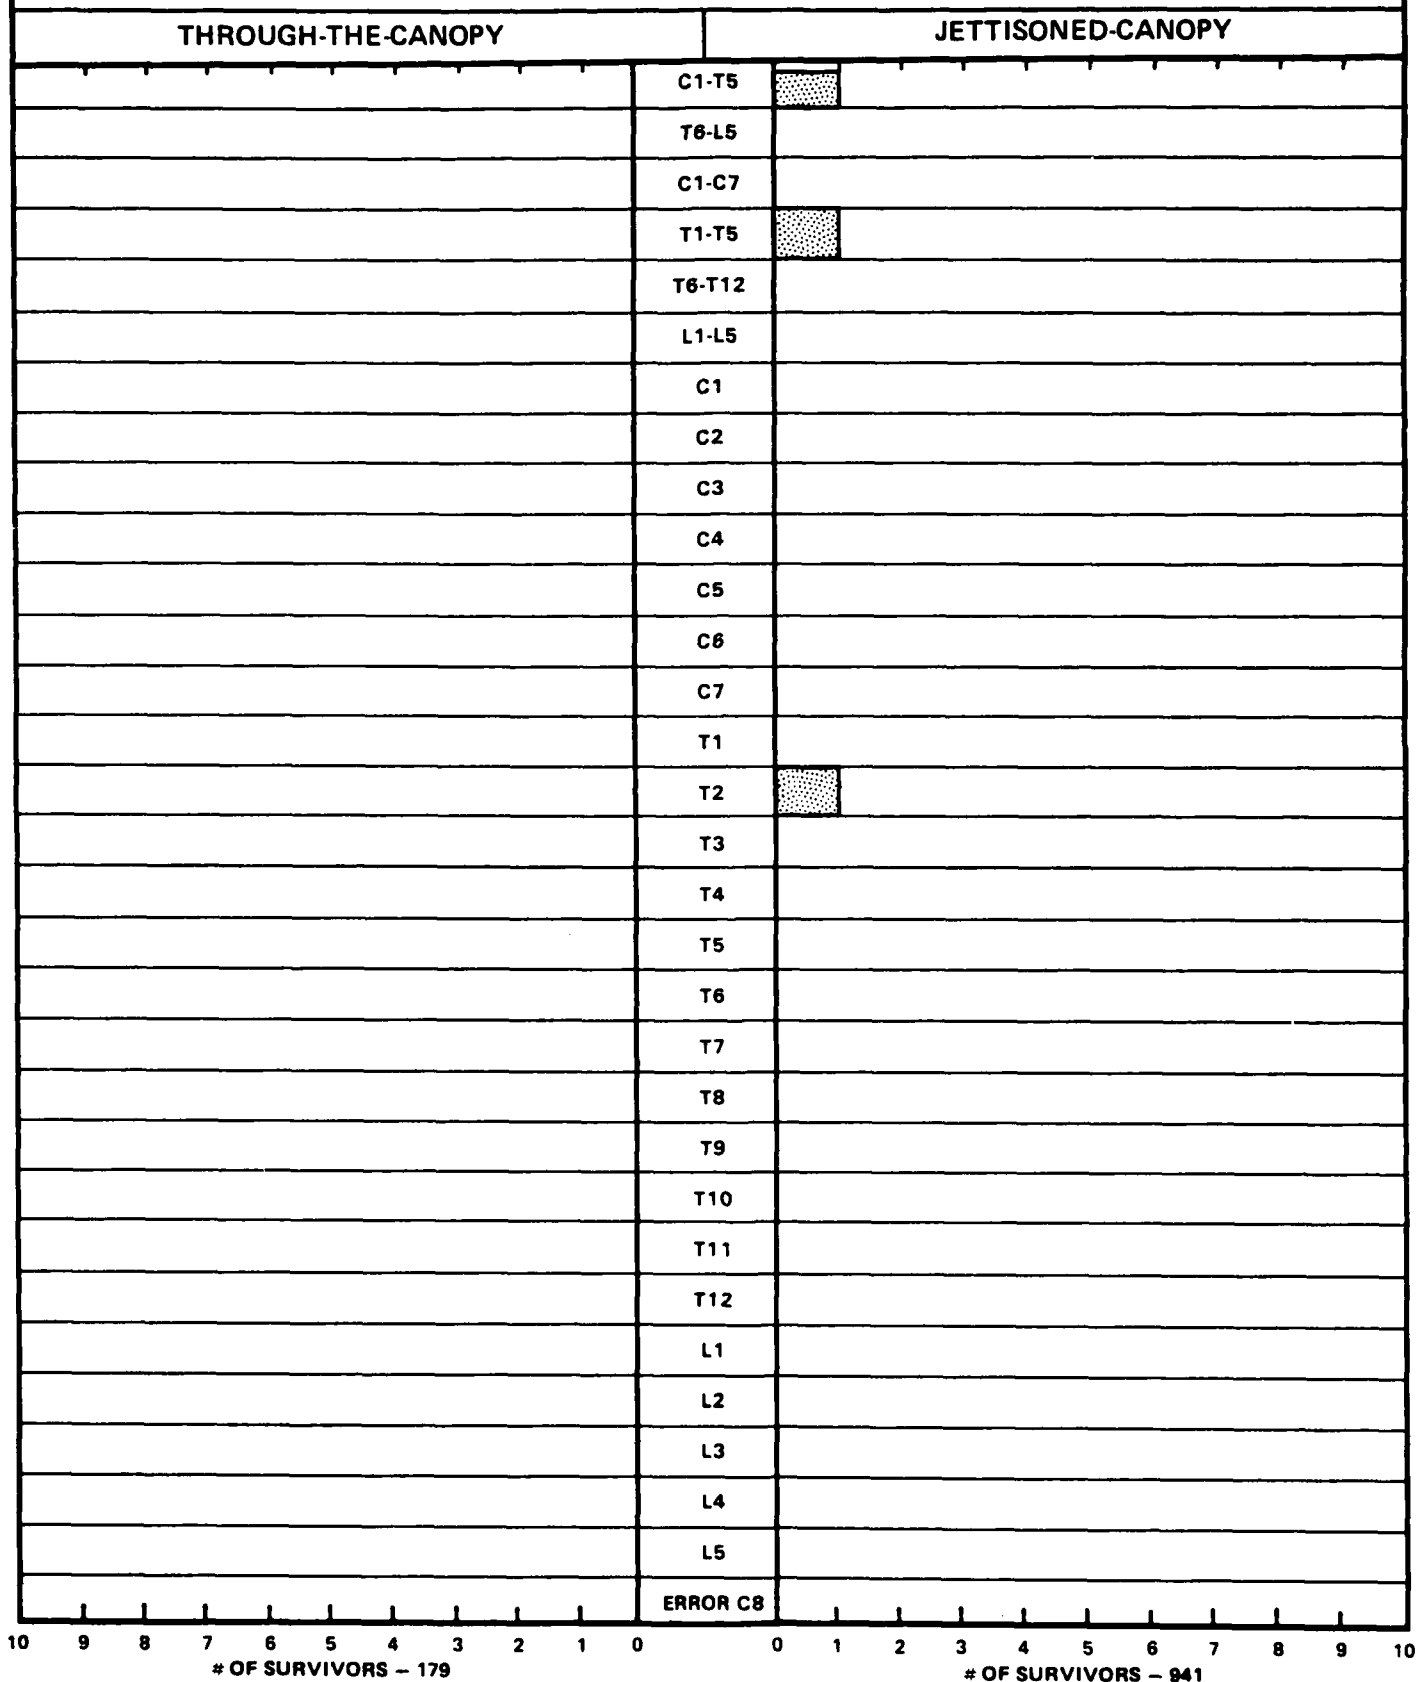 THROUGH-THE-CANOPY JETTISONED-CANOPY
C1-T5
T6-L5
C1-C7
T1-T5
T6-T12
L1-L5
C1
C2
C3
C4
C5
C6
C7
T1
T2
T3
T4
T5
T6
T7
T8
T9
T10
T11
T12
L1
L2
L3
L4
L5
ERROR C8
10 9 8 7 6 5 4 3 2 1 0 0 1 2 3 4 5 6 7 8 9 10
# OF SURVIVORS – 179 # OF SURVIVORS – 941